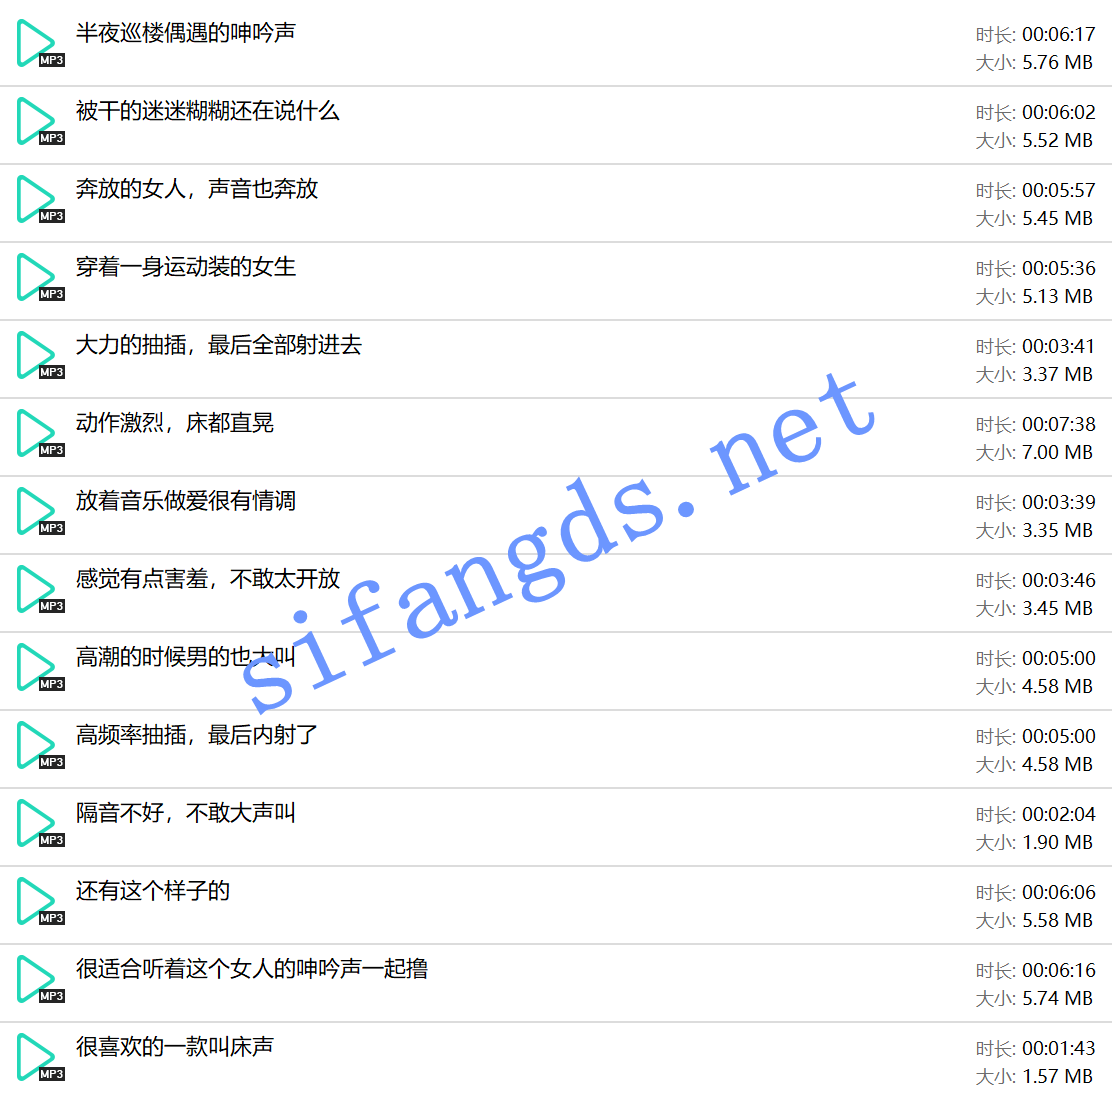 半夜巡楼偶遇的呻吟声
时长: 00:06:17
MP3
大小: 5.76 MB
被干的迷迷糊糊还在说什么
时长: 00:06:02
MP3
大小: 5.52 MB
奔放的女人，声音也奔放
时长: 00:05:57
MP3
大小: 5.45 MB
穿着一身运动装的女生
时长: 00:05:36
MP3
大小: 5.13 MB
大力的抽插，最后全部射进去
时长: 00:03:41
MP3
大小: 3.37 MB
动作激烈，床都直晃
时长: 00:07:38
MP3
大小: 7.00 MB
放着音乐做爱很有情调
时长: 00:03:39
MP3
大小: 3.35 MB
感觉有点害羞，不敢太开放
时长: 00:03:46
MP3
大小: 3.45 MB
高潮的时候男的也大叫
时长: 00:05:00
MP3
大小: 4.58 MB
高频率抽插，最后内射了
时长: 00:05:00
MP3
大小: 4.58 MB
隔音不好，不敢大声叫
时长: 00:02:04
MP3
大小: 1.90 MB
还有这个样子的
时长: 00:06:06
MP3
大小: 5.58 MB
很适合听着这个女人的呻吟声一起撸
时长: 00:06:16
MP3
大小: 5.74 MB
很喜欢的一款叫床声
时长: 00:01:43
MP3
大小: 1.57 MB
sifangds.net